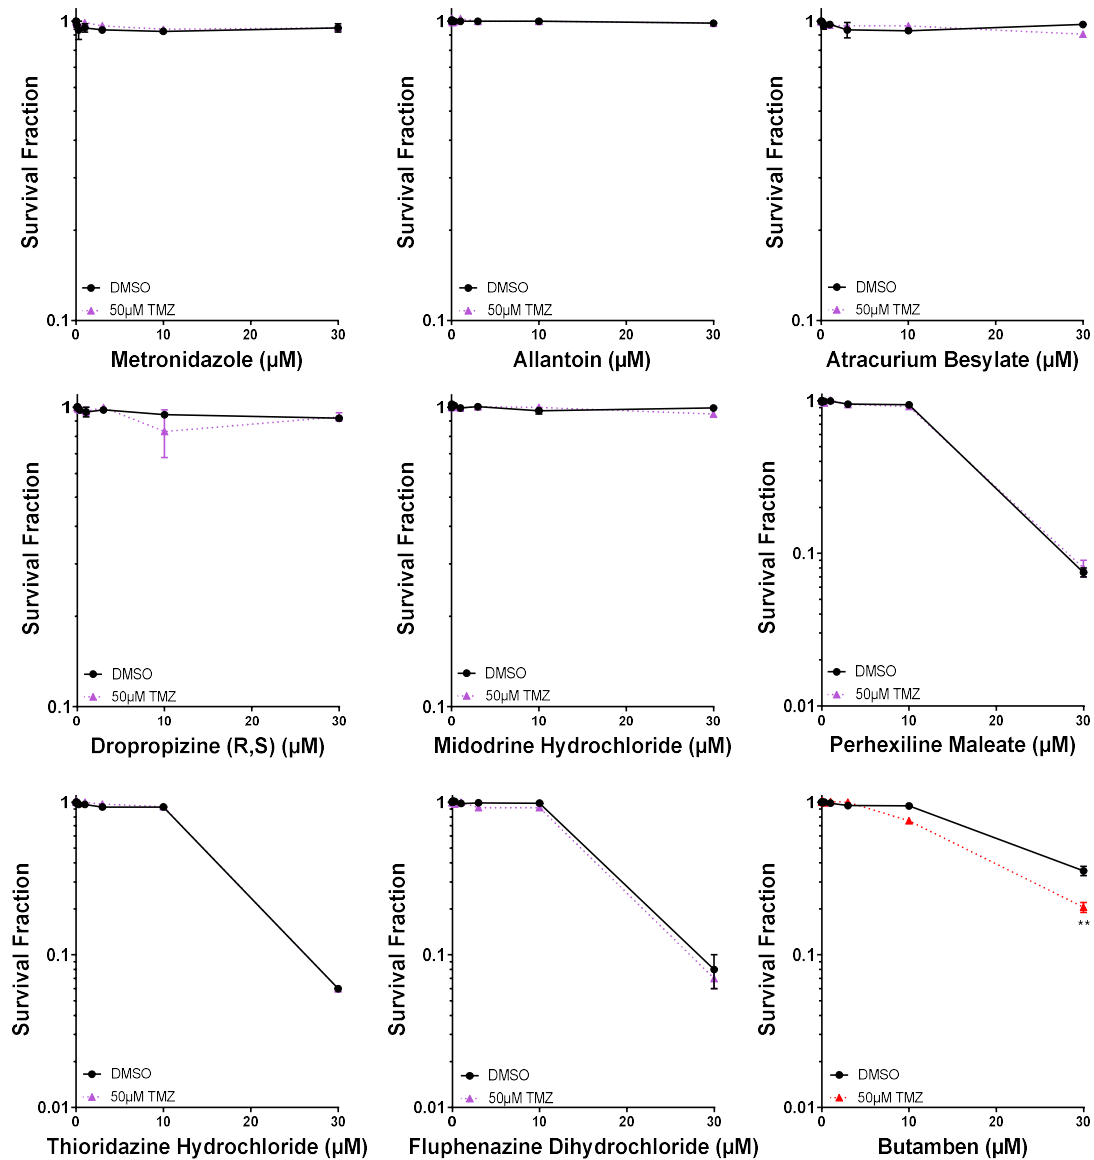 1
Survival Fraction
DMSO
50µM TMZ
0.1
0 10 20 30
Metronidazole (µM)
1
Survival Fraction
DMSO
50µM TMZ
0.1
0 10 20 30
Allantoin (µM)
1
Survival Fraction
DMSO
50µM TMZ
0.1
0 10 20 30
Atracurium Besylate (µM)
1
Survival Fraction
DMSO
50µM TMZ
0.1
0 10 20 30
Dropropizine (R,S) (µM)
1
Survival Fraction
DMSO
50µM TMZ
0.1
0 10 20 30
Midodrine Hydrochloride (µM)
1
0.1
Survival Fraction
DMSO
50µM TMZ
0.01
0 10 20 30
Perhexiline Maleate (µM)
1
0.1
Survival Fraction
DMSO
50µM TMZ
0.01
0 10 20 30
Thioridazine Hydrochloride (µM)
1
0.1
Survival Fraction
DMSO
50µM TMZ
0.01
0 10 20 30
Fluphenazine Dihydrochloride (µM)
1
**
0.1
Survival Fraction
DMSO
50µM TMZ
0.01
0 10 20 30
Butamben (µM)